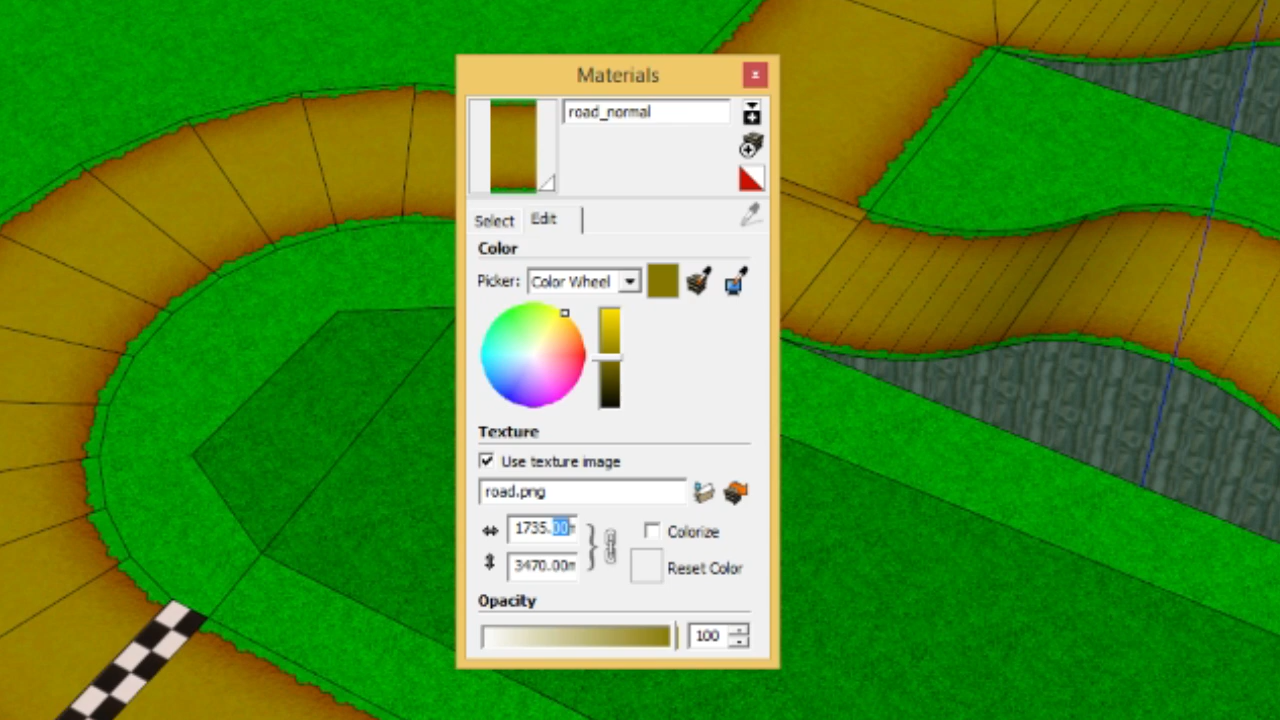 Materials
road_normal
Select Edit
Color
Picker: Color Wheel
Texture
Use texture image
road.png
1735.00
Colorize
3470.00m
Reset Color
Opacity
100